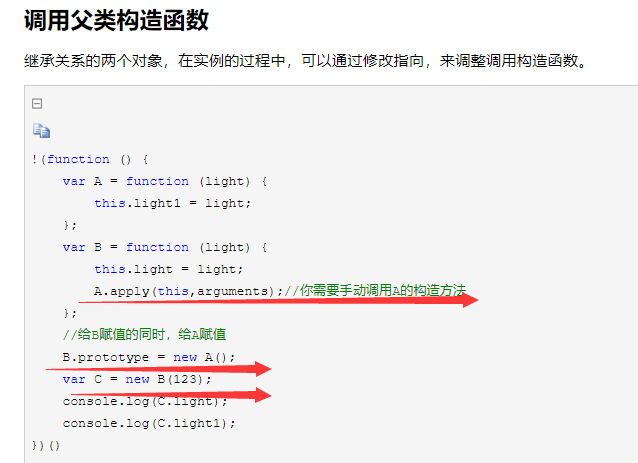 调用父类构造函数
继承关系的两个对象，在实例的过程中，可以通过修改指向，来调整调用构造函数。
!(function () {
    var A = function (light) {
        this.light1 = light;
    };
    var B = function (light) {
        this.light = light;
        A.apply(this,arguments);//你需要手动调用A的构造方法
    };
    //给B赋值的同时，给A赋值
    B.prototype = new A();
    var C = new B(123);
    console.log(C.light);
    console.log(C.light1);
})()